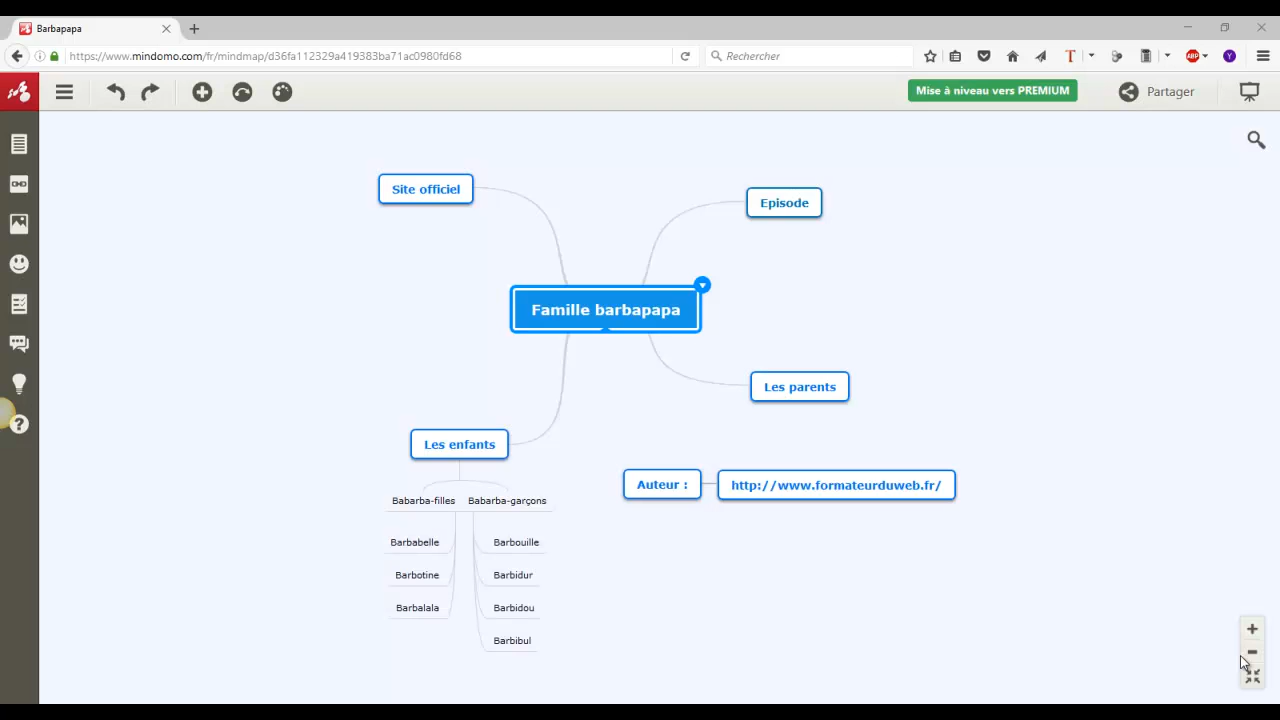 Barbapapa
https://www.mindomo.com/fr/mindmap/d36fa112329a419383ba71ac0980fd68
Rechercher
T
ABP
Y
Mise à niveau vers PREMIUM
Partager
Site officiel
Episode
Famille barbapapa
Les parents
Les enfants
Auteur :
http://www.formateurduweb.fr/
Babarba-filles
Babarba-garçons
Barbabelle
Barbouille
Barbotine
Barbidur
Barbalala
Barbidou
Barbibul